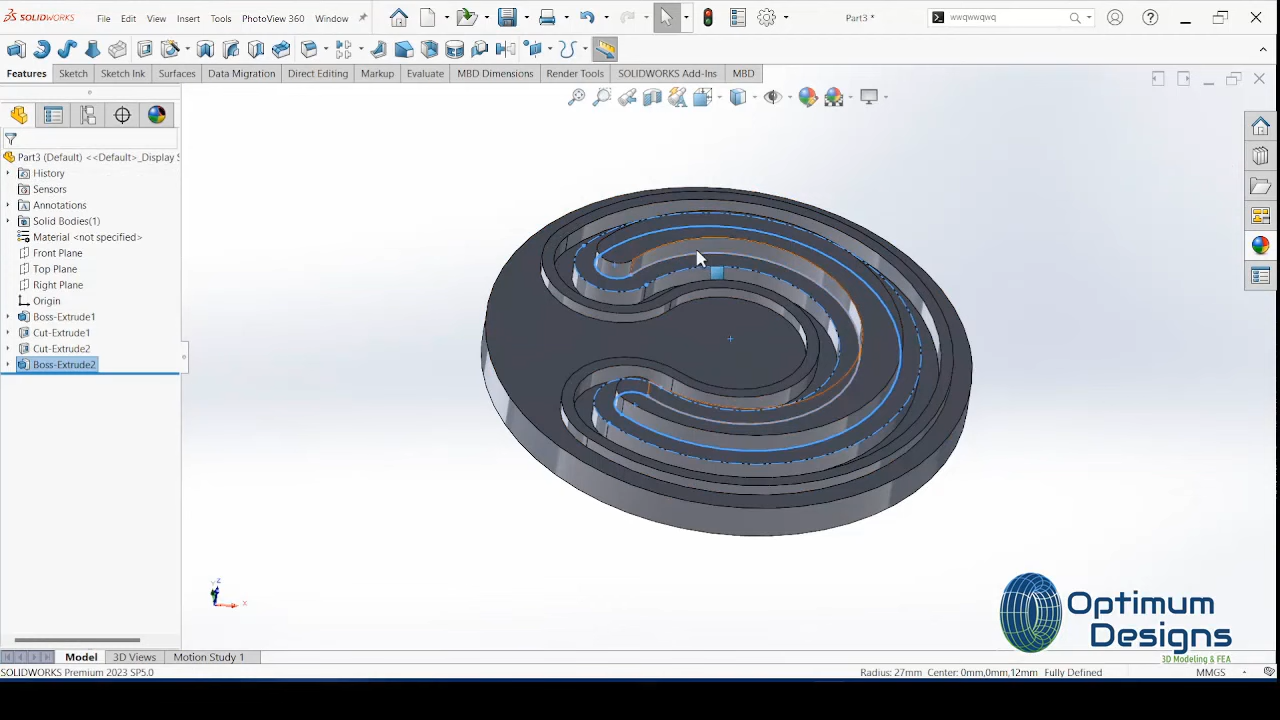 SOLIDWORKS File Edit View Insert Tools PhotoView 360 Window Part3 * wwqwwqwq
Features Sketch Sketch Ink Surfaces Data Migration Direct Editing Markup Evaluate MBD Dimensions Render Tools SOLIDWORKS Add-Ins MBD
Part3 (Default) <<Default>_Display S
History
Sensors
Annotations
Solid Bodies(1)
Material <not specified>
Front Plane
Top Plane
Right Plane
Origin
Boss-Extrude1
Cut-Extrude1
Cut-Extrude2
Boss-Extrude2
Z
X
Optimum
Designs
3D Modeling & FEA
Model 3D Views Motion Study 1
SOLIDWORKS Premium 2023 SP5.0 Radius: 27mm Center: 0mm,0mm,12mm Fully Defined MMGS